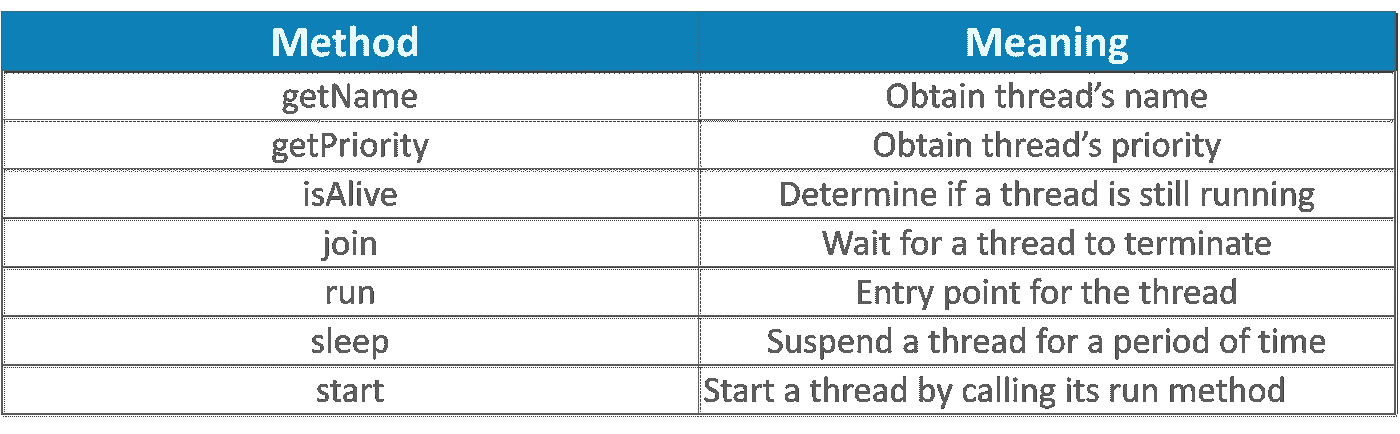 Method Meaning
getName Obtain thread’s name
getPriority Obtain thread’s priority
isAlive Determine if a thread is still running
join Wait for a thread to terminate
run Entry point for the thread
sleep Suspend a thread for a period of time
start Start a thread by calling its run method